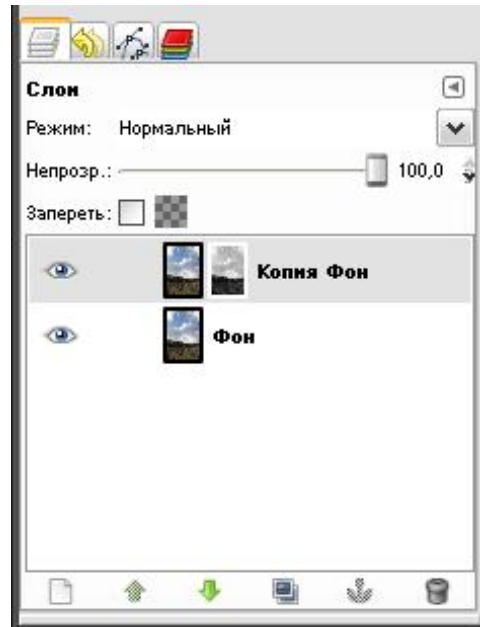 Слои
Режим: Нормальный
Непрозр.: 100,0
Запереть:
Копия Фон
Фон